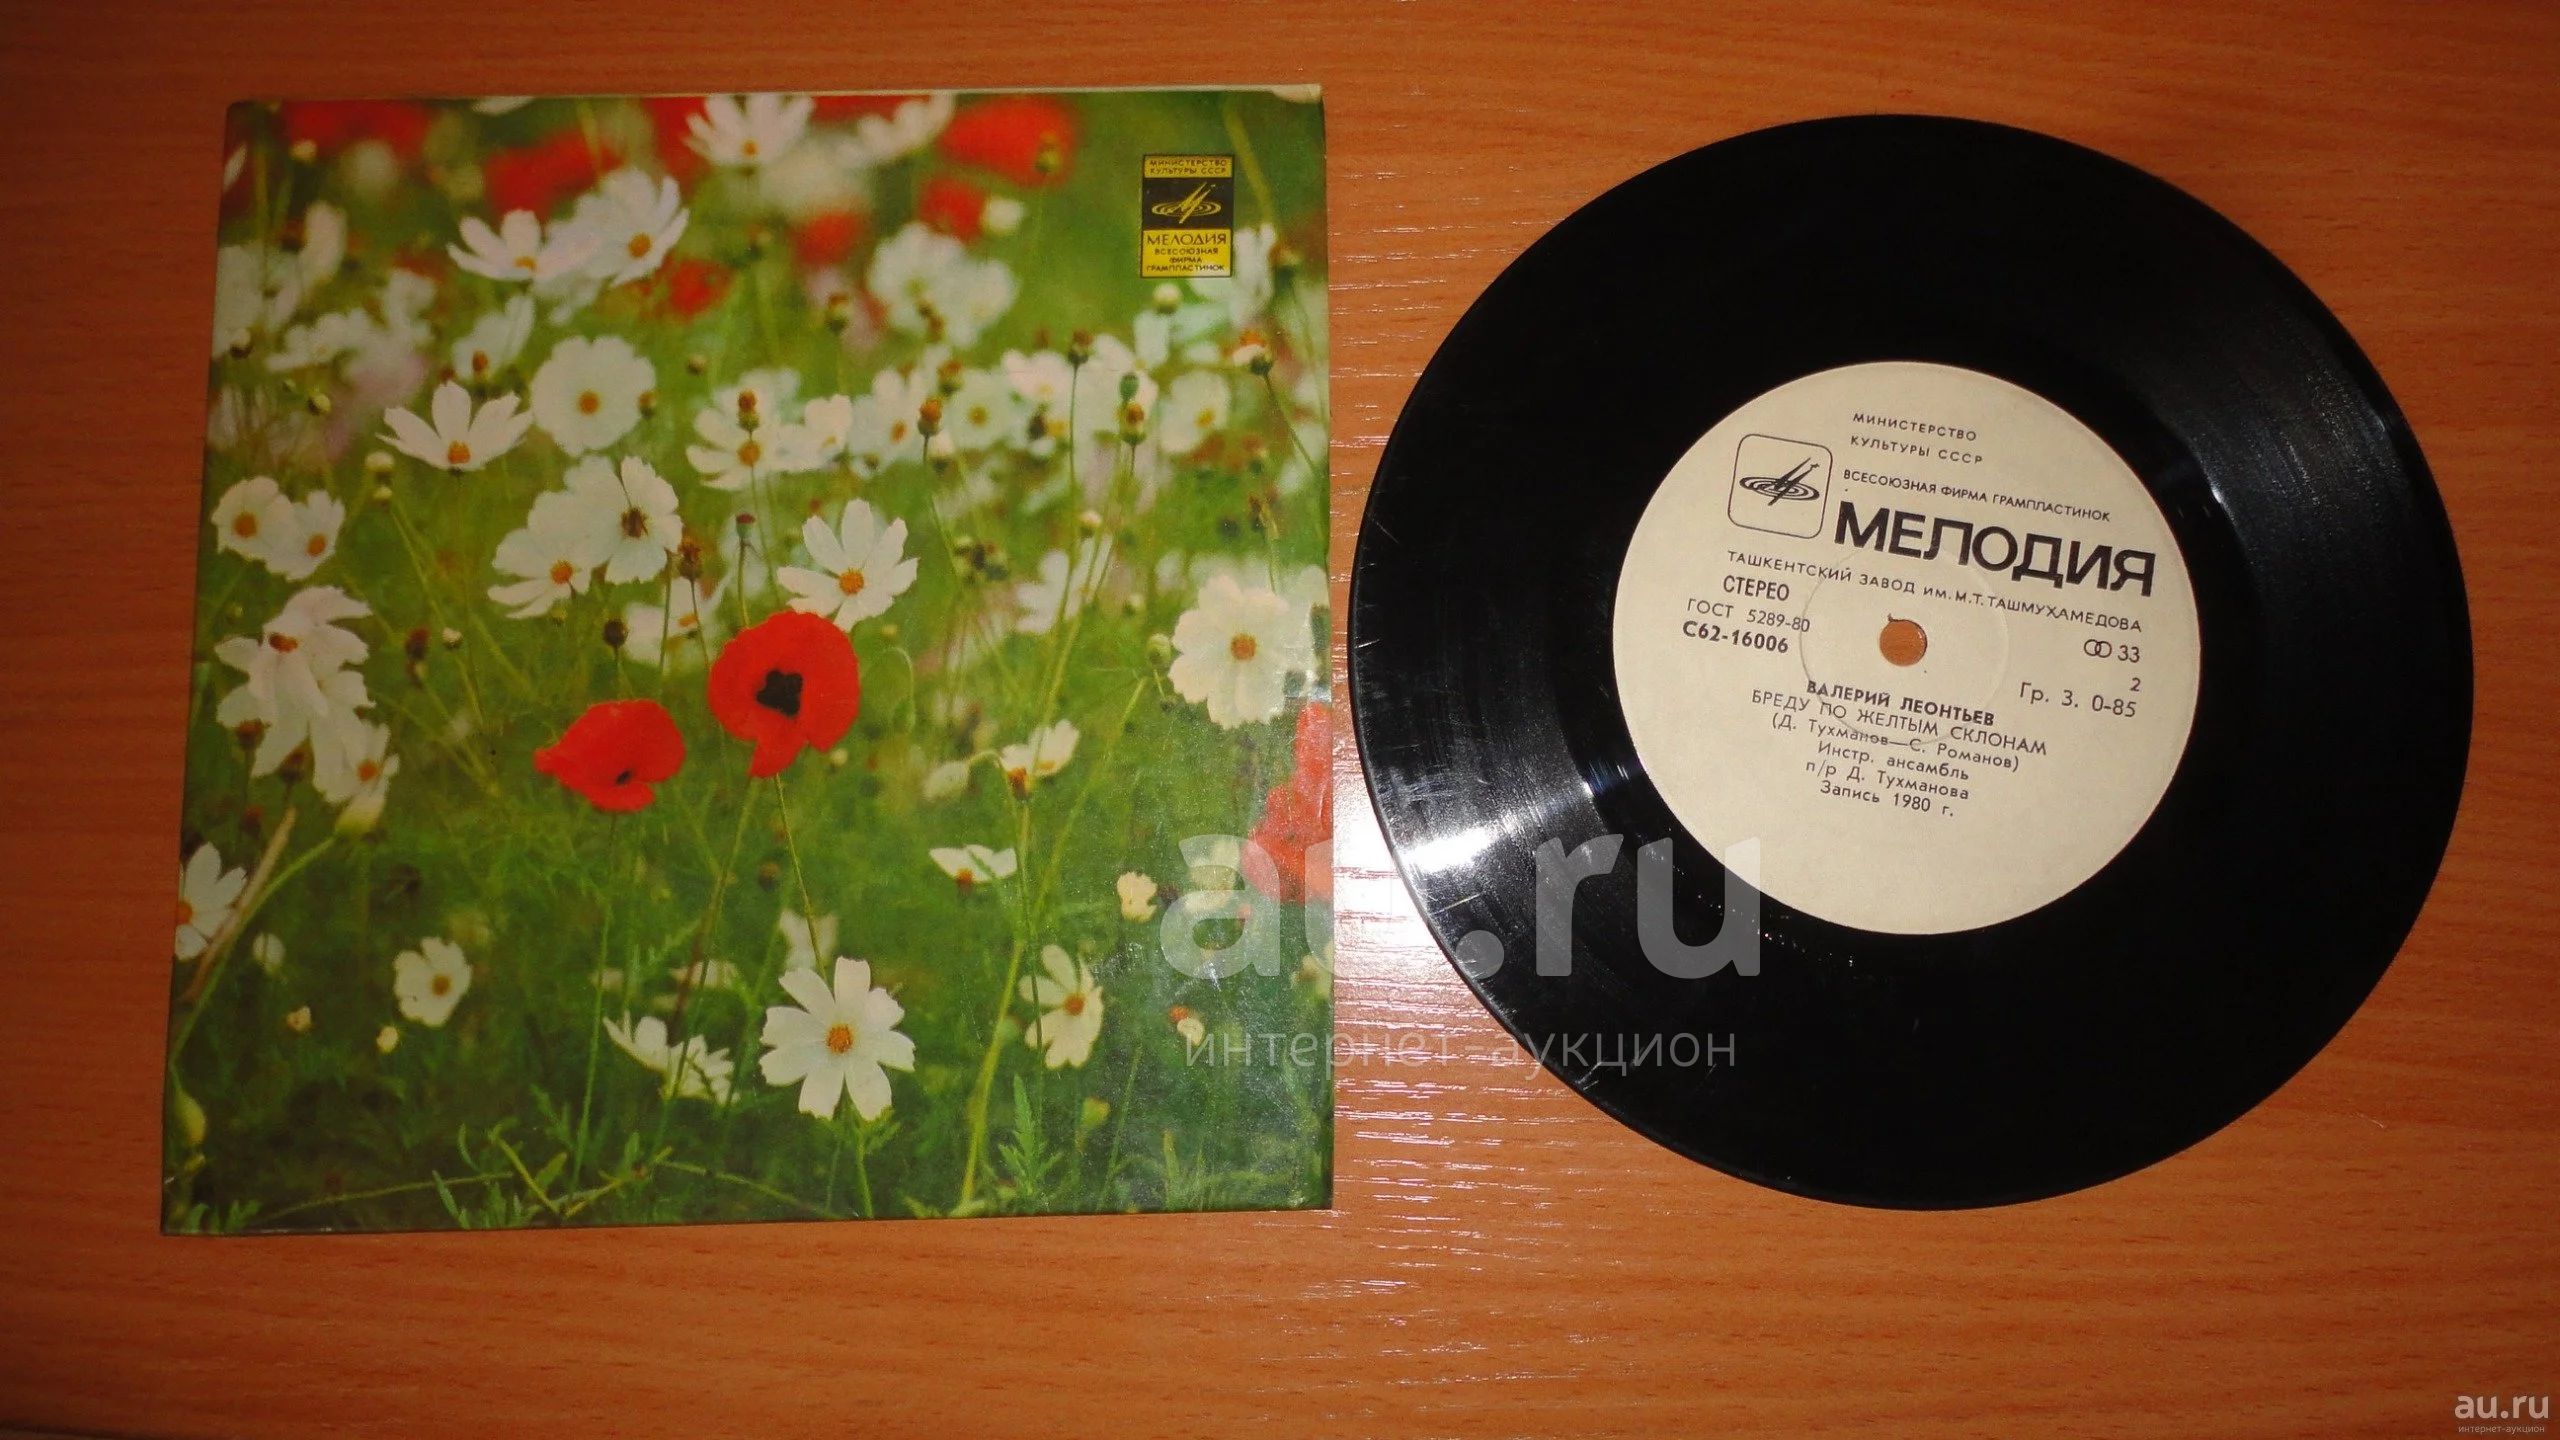 МИНИСТЕРСТВО
КУЛЬТУРЫ СССР
МЕЛОДИЯ
ВСЕСОЮЗНАЯ
ФИРМА
ГРАМПЛАСТИНОК
МИНИСТЕРСТВО
КУЛЬТУРЫ СССР
ВСЕСОЮЗНАЯ ФИРМА ГРАМПЛАСТИНОК
МЕЛОДИЯ
ТАШКЕНТСКИЙ ЗАВОД ИМ. М.Т. ТАШМУХАМЕДОВА
СТЕРЕО
ГОСТ 5289-80
С62-16006
33
2
Гр. 3. 0-85
ВАЛЕРИЙ ЛЕОНТЬЕВ
БРЕДУ ПО ЖЕЛТЫМ СКЛОНАМ
(Д. Тухманов—С. Романов)
Инстр. ансамбль
п/р Д. Тухманова
Запись 1980 г.
au.ru
интернет-аукцион
au.ru
интернет-аукцион